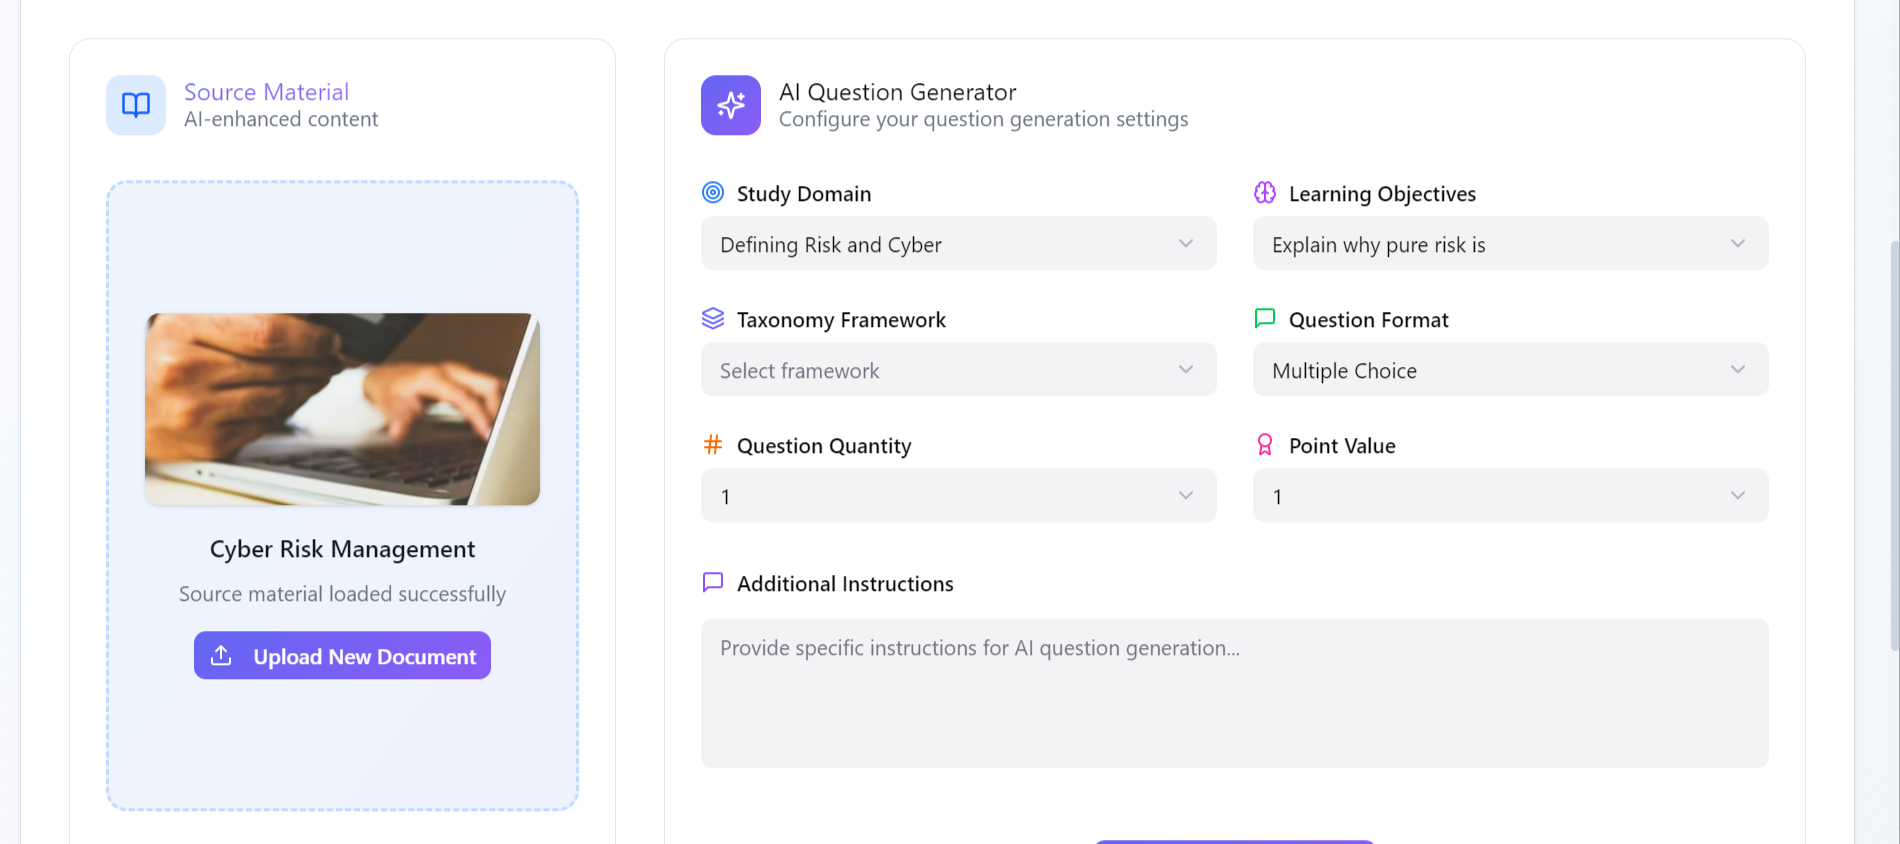 Source Material
AI-enhanced content
Cyber Risk Management
Source material loaded successfully
Upload New Document
AI Question Generator
Configure your question generation settings
Study Domain
Defining Risk and Cyber
Learning Objectives
Explain why pure risk is
Taxonomy Framework
Select framework
Question Format
Multiple Choice
Question Quantity
1
Point Value
1
Additional Instructions
Provide specific instructions for AI question generation...